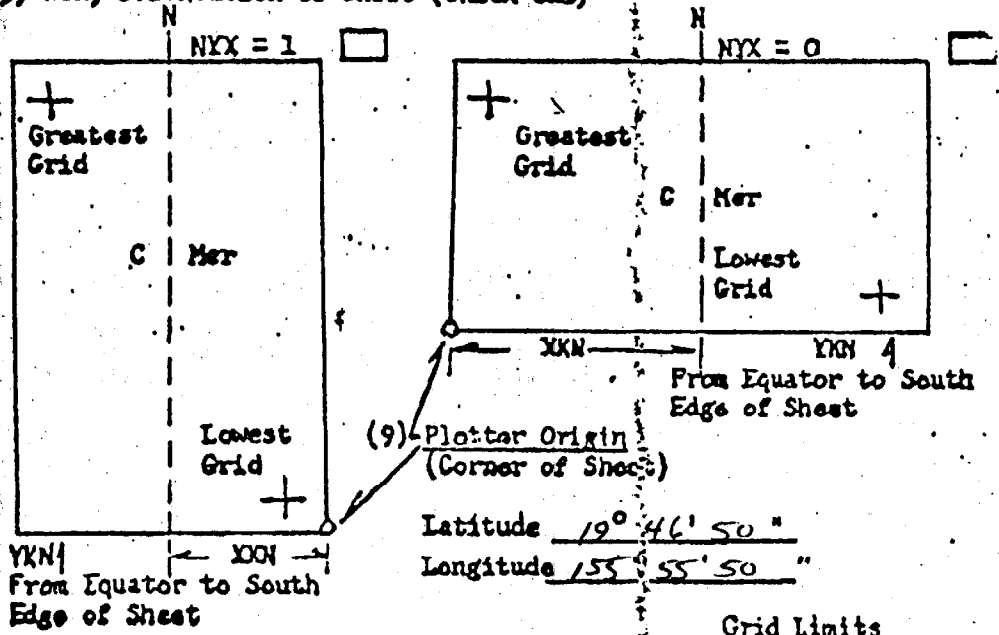 N
NYX = 1
Greatest
Grid
C Mer
Lowest
Grid
YKN
XKN
From Equator to South
Edge of Sheet
N
NYX = 0
Greatest
Grid
C Mer
Lowest
Grid
XKN
YKN
From Equator to South
Edge of Sheet
(9) Plotter Origin
(Corner of Sheet)
Latitude 19° 46' 50 "
Longitude 155 55' 50 "
Grid Limits